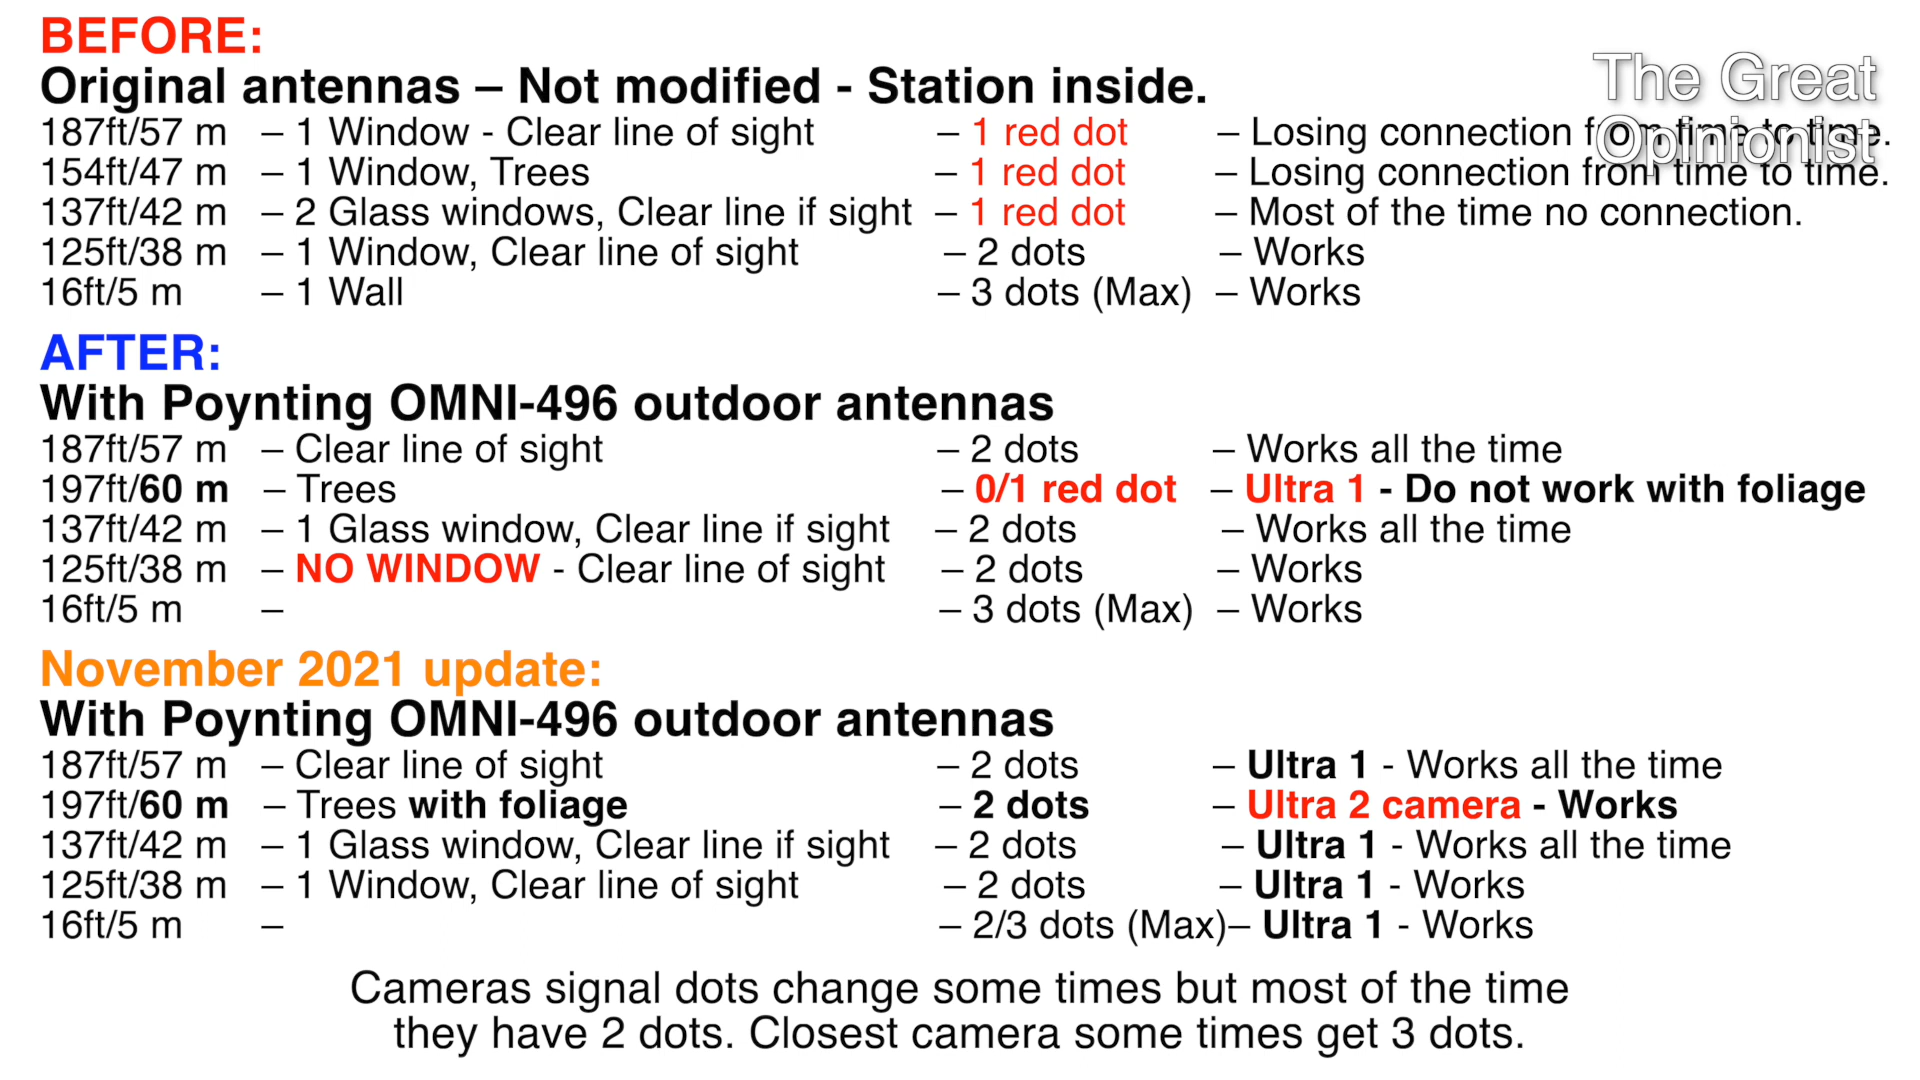 BEFORE:
Original antennas – Not modified - Station inside.
187ft/57 m – 1 Window - Clear line of sight – 1 red dot – Losing connection from time to time.
154ft/47 m – 1 Window, Trees – 1 red dot – Losing connection from time to time.
137ft/42 m – 2 Glass windows, Clear line if sight – 1 red dot – Most of the time no connection.
125ft/38 m – 1 Window, Clear line of sight – 2 dots – Works
16ft/5 m – 1 Wall – 3 dots (Max) – Works
The Great
Opinionist
AFTER:
With Poynting OMNI-496 outdoor antennas
187ft/57 m – Clear line of sight – 2 dots – Works all the time
197ft/60 m – Trees – 0/1 red dot – Ultra 1 - Do not work with foliage
137ft/42 m – 1 Glass window, Clear line if sight – 2 dots – Works all the time
125ft/38 m – NO WINDOW - Clear line of sight – 2 dots – Works
16ft/5 m – – 3 dots (Max) – Works
November 2021 update:
With Poynting OMNI-496 outdoor antennas
187ft/57 m – Clear line of sight – 2 dots – Ultra 1 - Works all the time
197ft/60 m – Trees with foliage – 2 dots – Ultra 2 camera - Works
137ft/42 m – 1 Glass window, Clear line if sight – 2 dots – Ultra 1 - Works all the time
125ft/38 m – 1 Window, Clear line of sight – 2 dots – Ultra 1 - Works
16ft/5 m – – 2/3 dots (Max)– Ultra 1 - Works
Cameras signal dots change some times but most of the time
they have 2 dots. Closest camera some times get 3 dots.